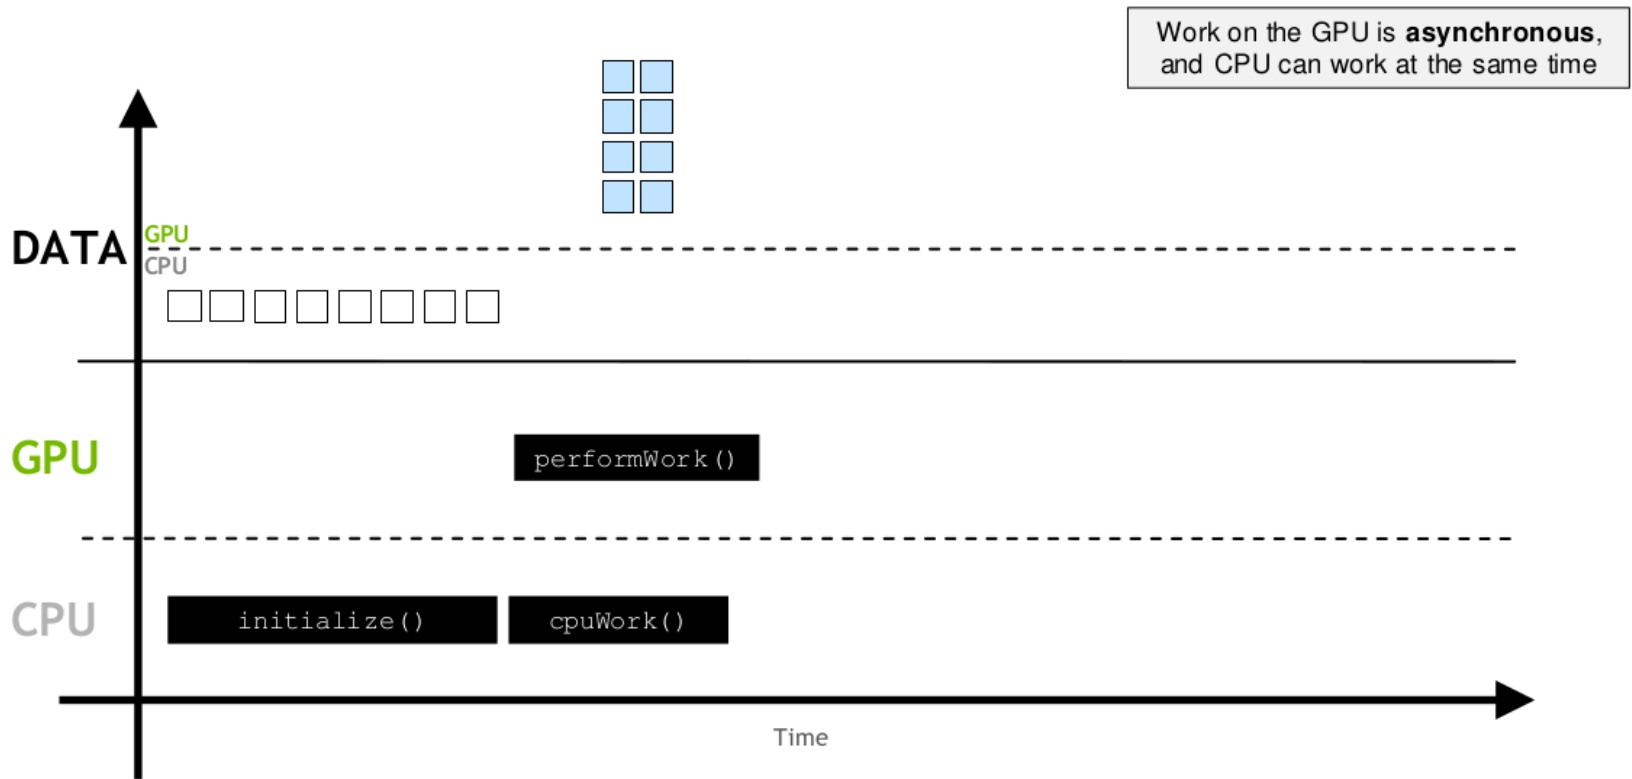 Work on the GPU is asynchronous,
and CPU can work at the same time
DATA
GPU
CPU
GPU
performWork()
CPU
initialize()
cpuWork()
Time